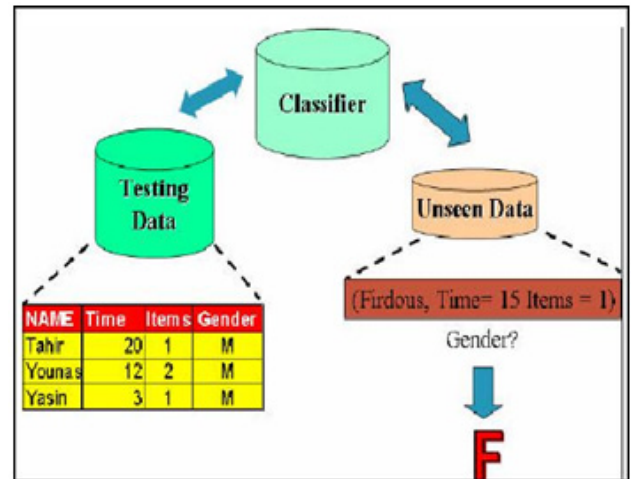 Classifier
Testing
Data
Unseen Data
NAME Time Items Gender
Tahir 20 1 M
Younas 12 2 M
Yasin 3 1 M
(Firdous, Time= 15 Items = 1)
Gender?
F